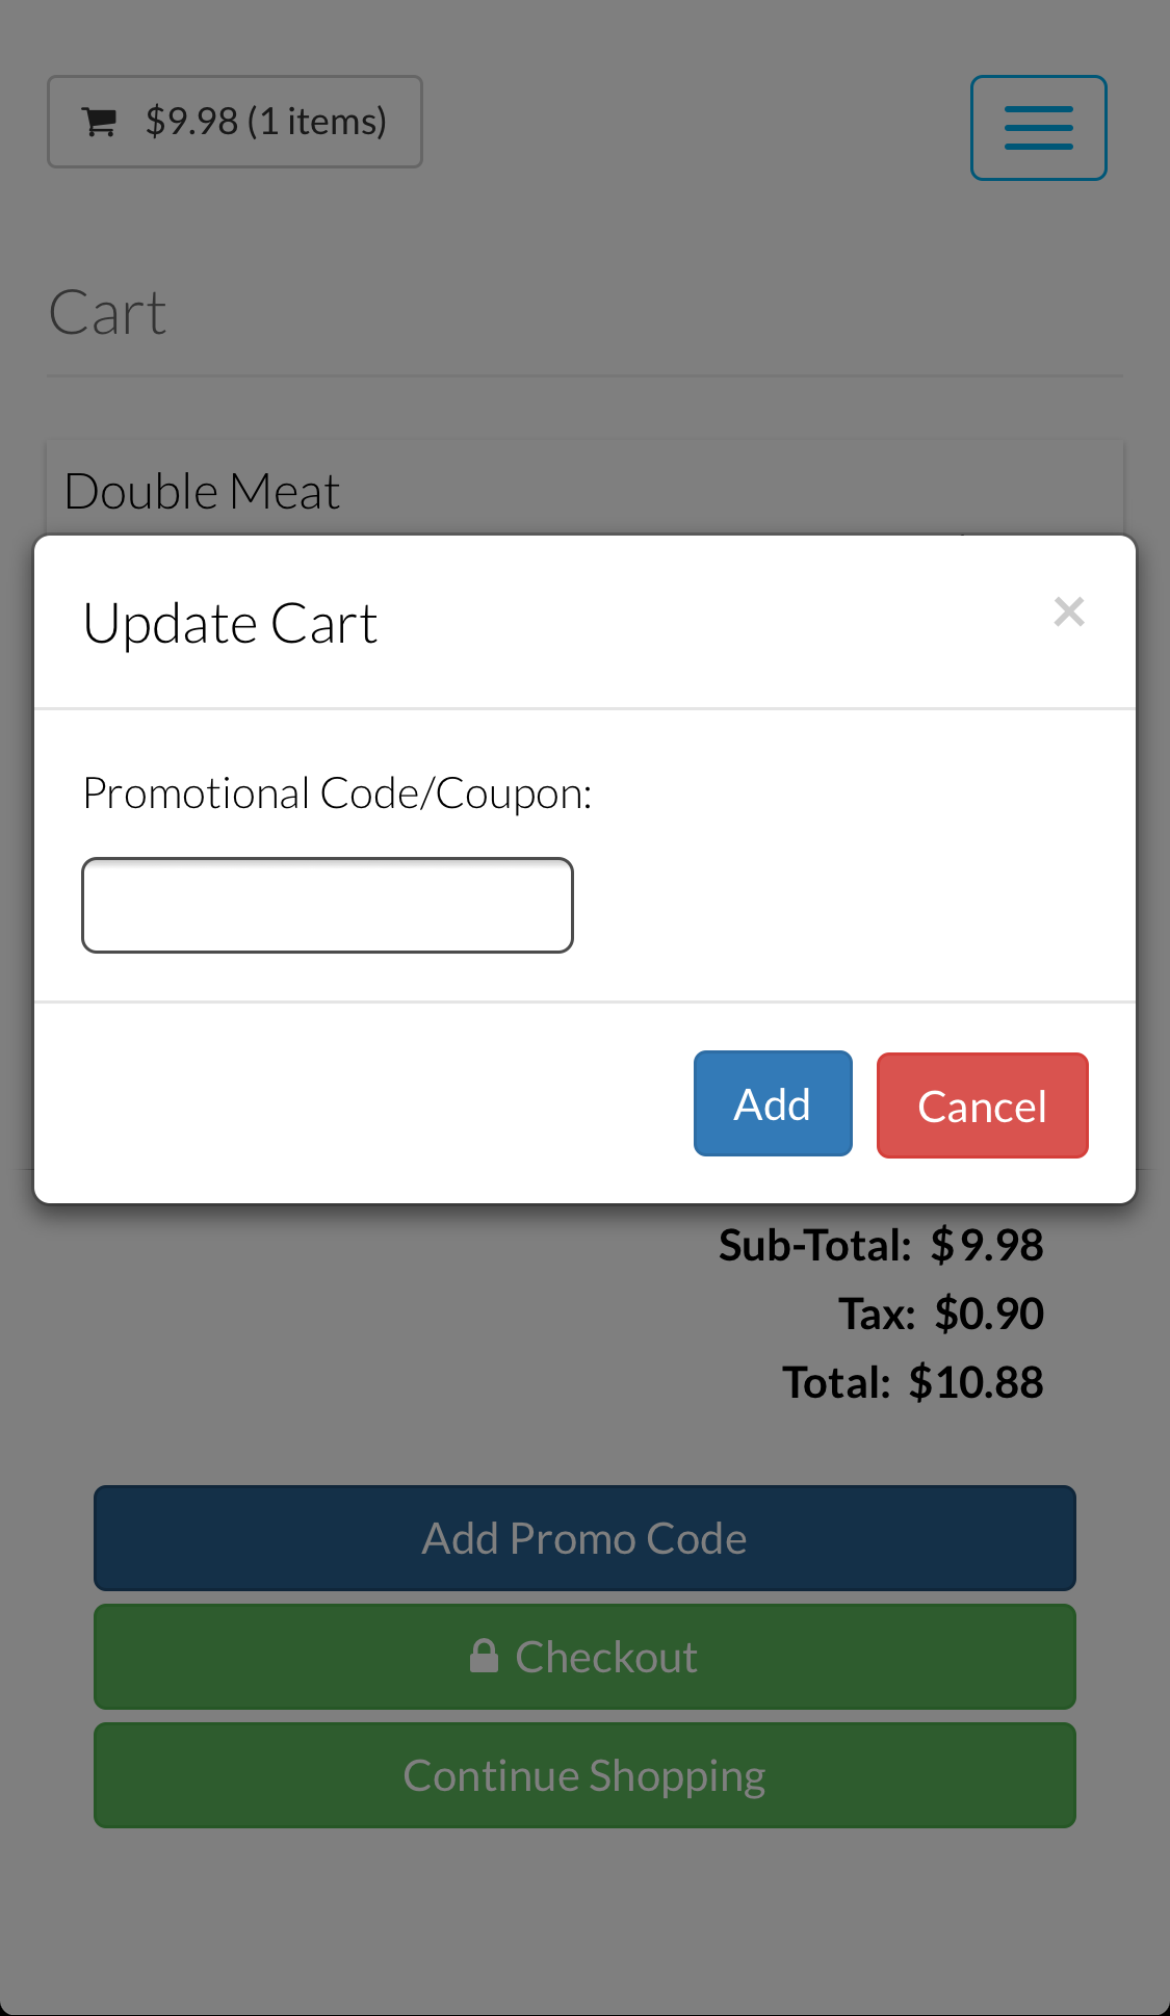 $9.98 (1 items)
Cart
Double Meat
Update Cart
×
Promotional Code/Coupon:
Add Cancel
Sub-Total: $9.98
Tax: $0.90
Total: $10.88
Add Promo Code
Checkout
Continue Shopping